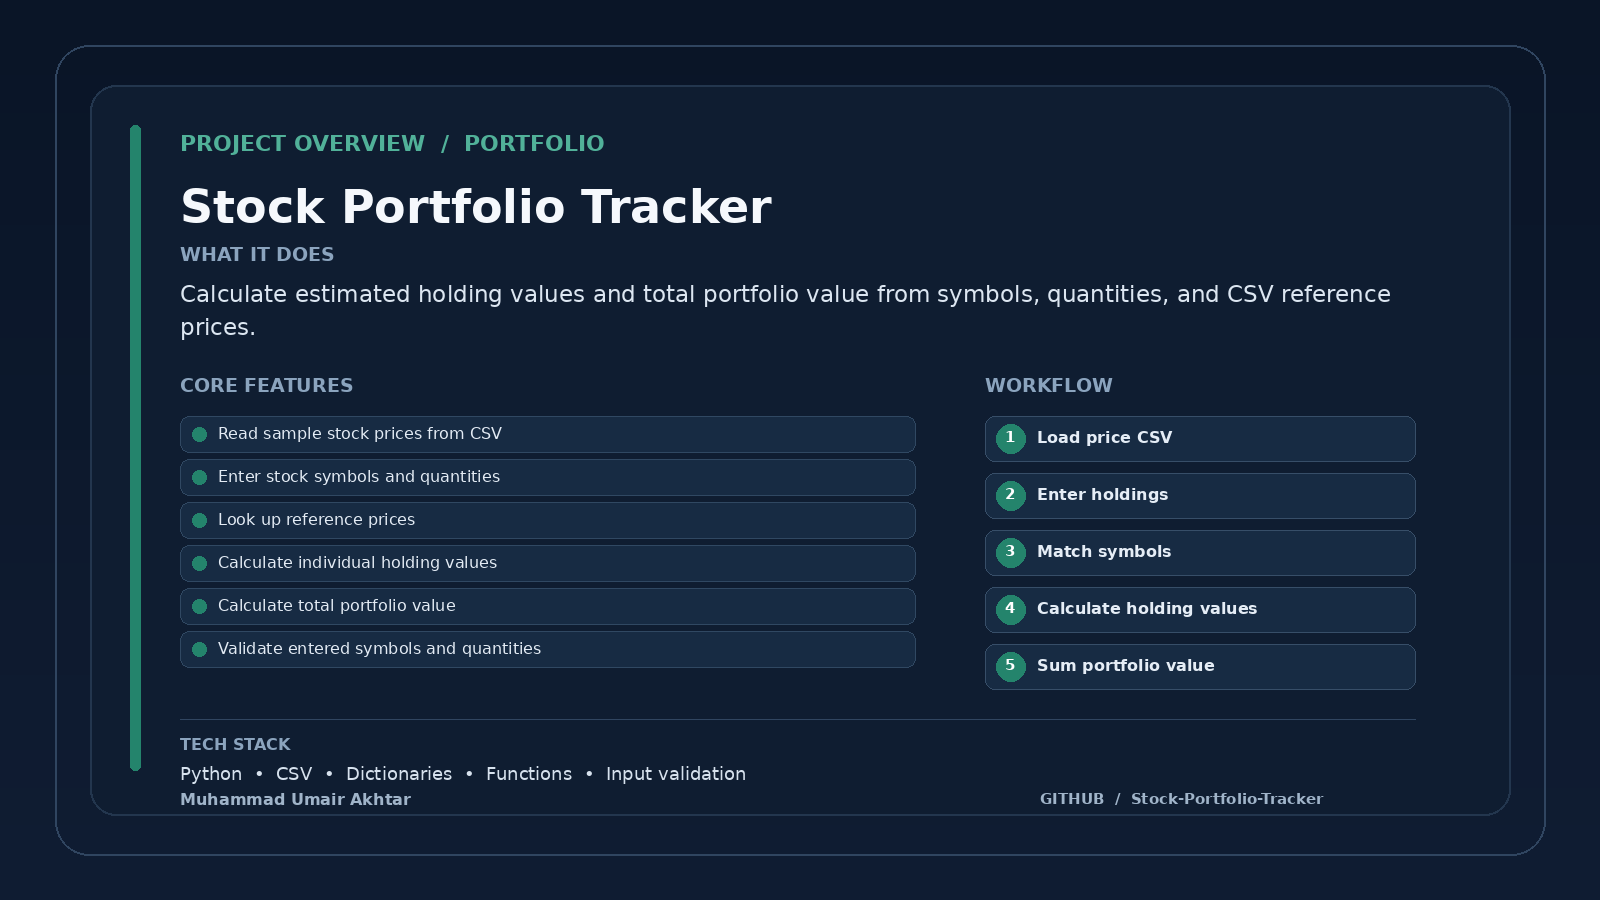 PROJECT OVERVIEW / PORTFOLIO
Stock Portfolio Tracker
WHAT IT DOES
Calculate estimated holding values and total portfolio value from symbols, quantities, and CSV reference
prices.
CORE FEATURES
Read sample stock prices from CSV
Enter stock symbols and quantities
Look up reference prices
Calculate individual holding values
Calculate total portfolio value
Validate entered symbols and quantities
WORKFLOW
1 Load price CSV
2 Enter holdings
3 Match symbols
4 Calculate holding values
5 Sum portfolio value
TECH STACK
Python • CSV • Dictionaries • Functions • Input validation
Muhammad Umair Akhtar
GITHUB / Stock-Portfolio-Tracker